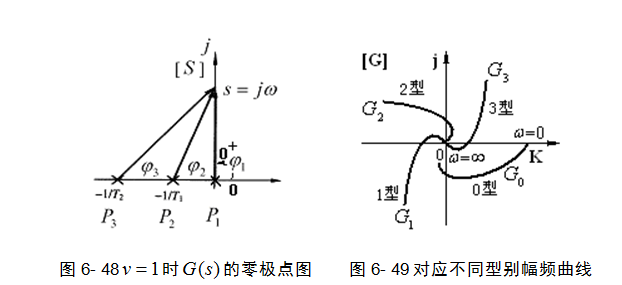 j
[S]
s = jω
0⁺
φ₃ φ₂ φ₁
0
-1/T₂ -1/T₁
P₃ P₂ P₁
图 6- 48 v = 1 时 G(s) 的零极点图
[G] j
2型 G₃
G₂ 3型
ω=0
0 ω=∞ K
1型 0型 G₀
G₁
图 6- 49 对应不同型别幅频曲线